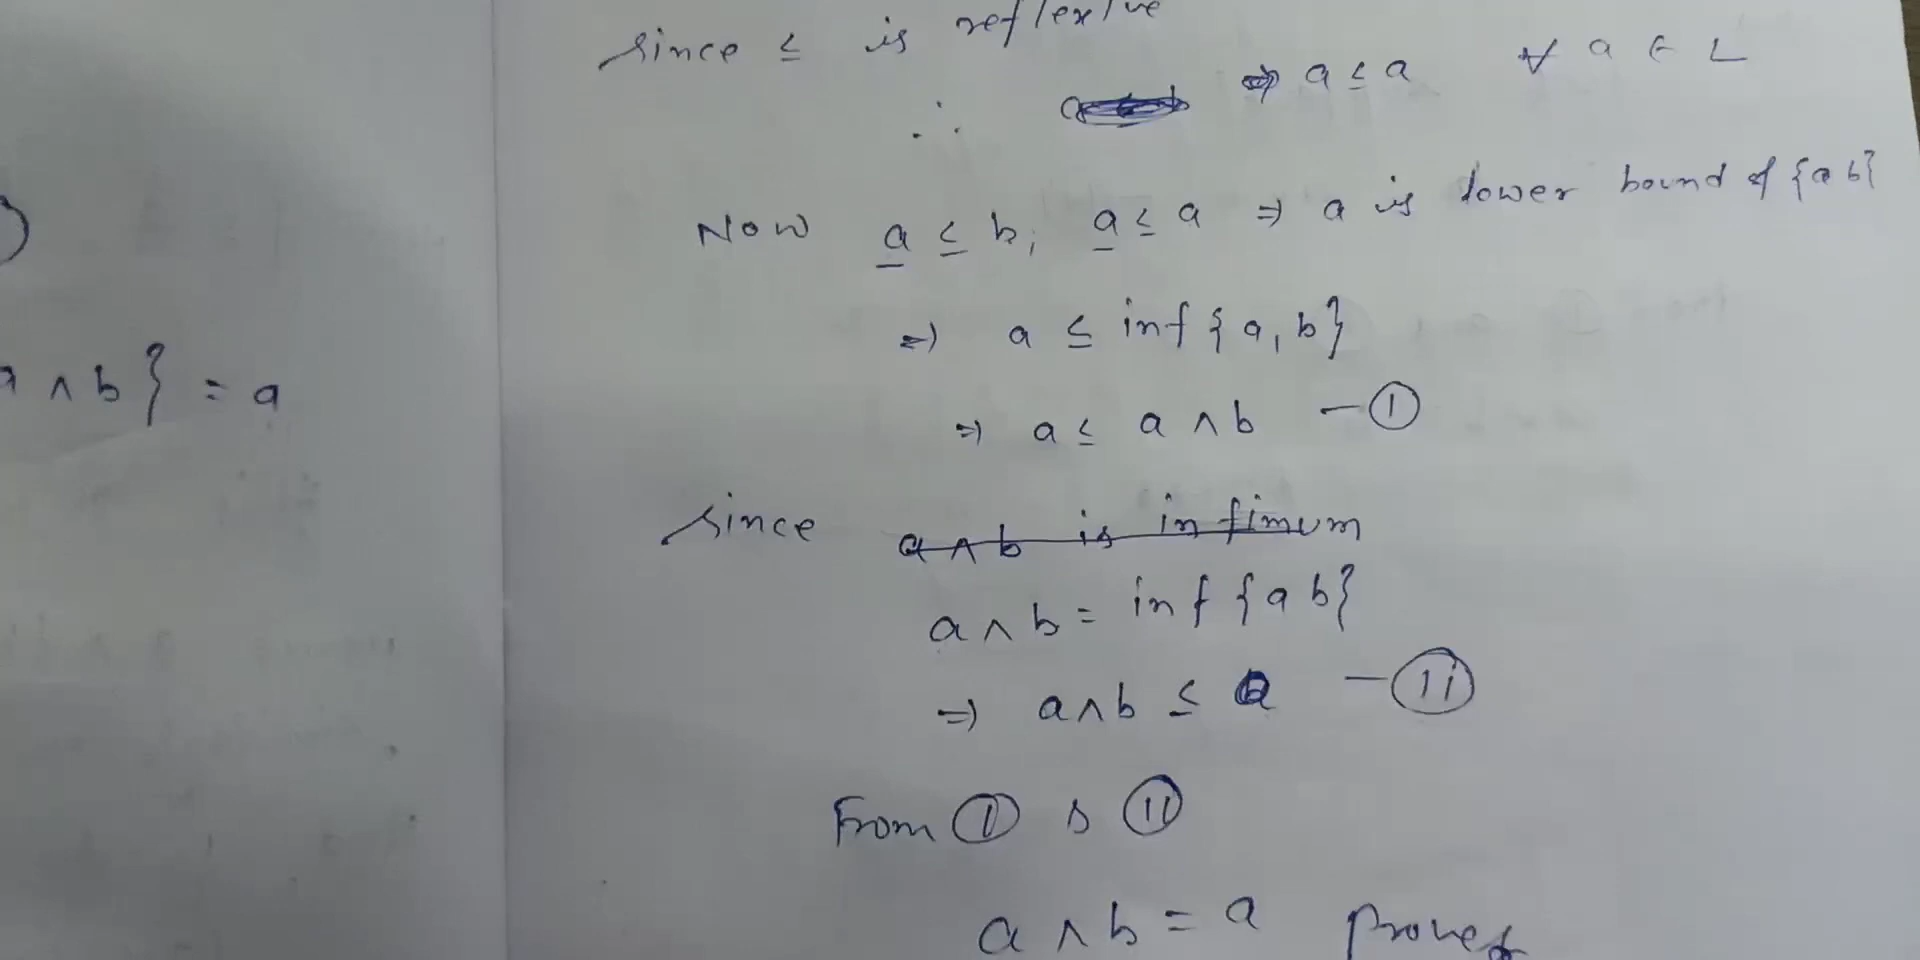 since ≤ is reflexive
∴ ⇒ a ≤ a ∀ a ∈ L
Now a ≤ b, a ≤ a ⇒ a is lower bound of {a b}
⇒ a ≤ inf {a, b}
∧ b } = a
⇒ a ≤ a ∧ b — (I)
since a ∧ b is infimum
a ∧ b = inf {a b}
⇒ a ∧ b ≤ a — (II)
From (I) & (II)
a ∧ b = a proved